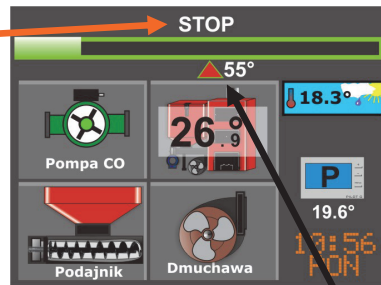 STOP
55°
18.3°
26.9°
Pompa CO
P
19.6°
Podajnik
Dmuchawa
10:56
PON